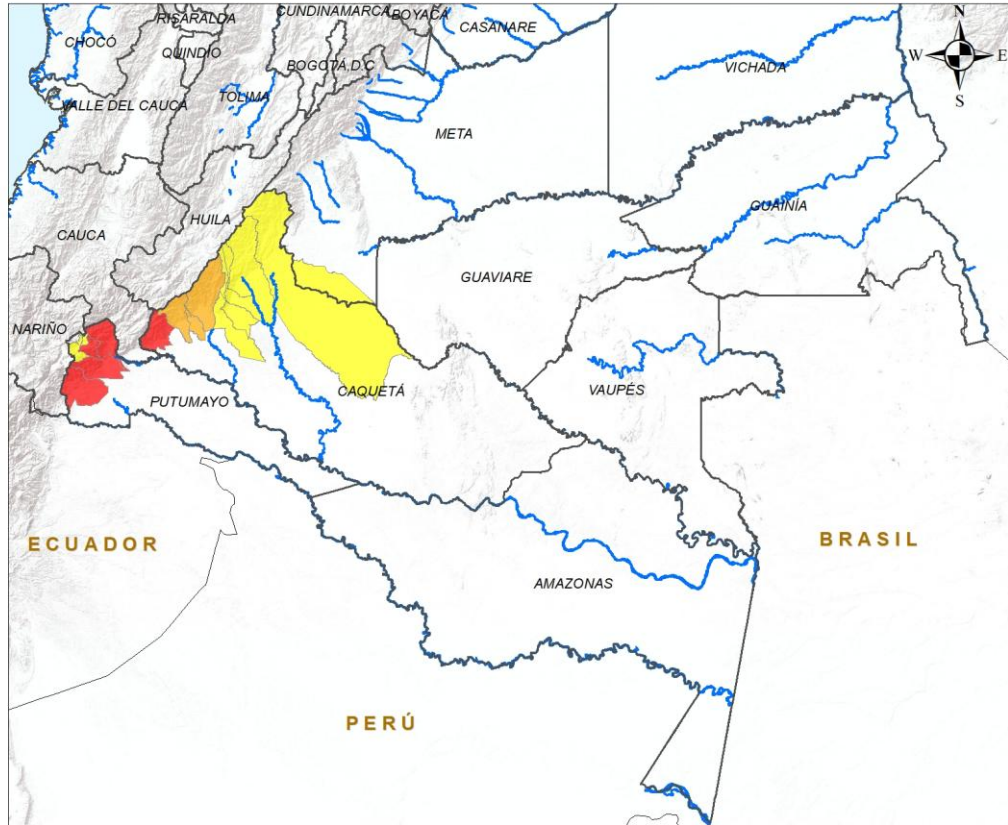 CUNDINAMARCA
BOYACÁ
RISARALDA
CASANARE
N
CHOCÓ
QUINDÍO
BOGOTÁ D.C
W
E
VICHADA
S
VALLE DEL CAUCA
TOLIMA
META
GUAINÍA
HUILA
CAUCA
GUAVIARE
NARIÑO
CAQUETÁ
VAUPÉS
PUTUMAYO
ECUADOR
BRASIL
AMAZONAS
PERÚ